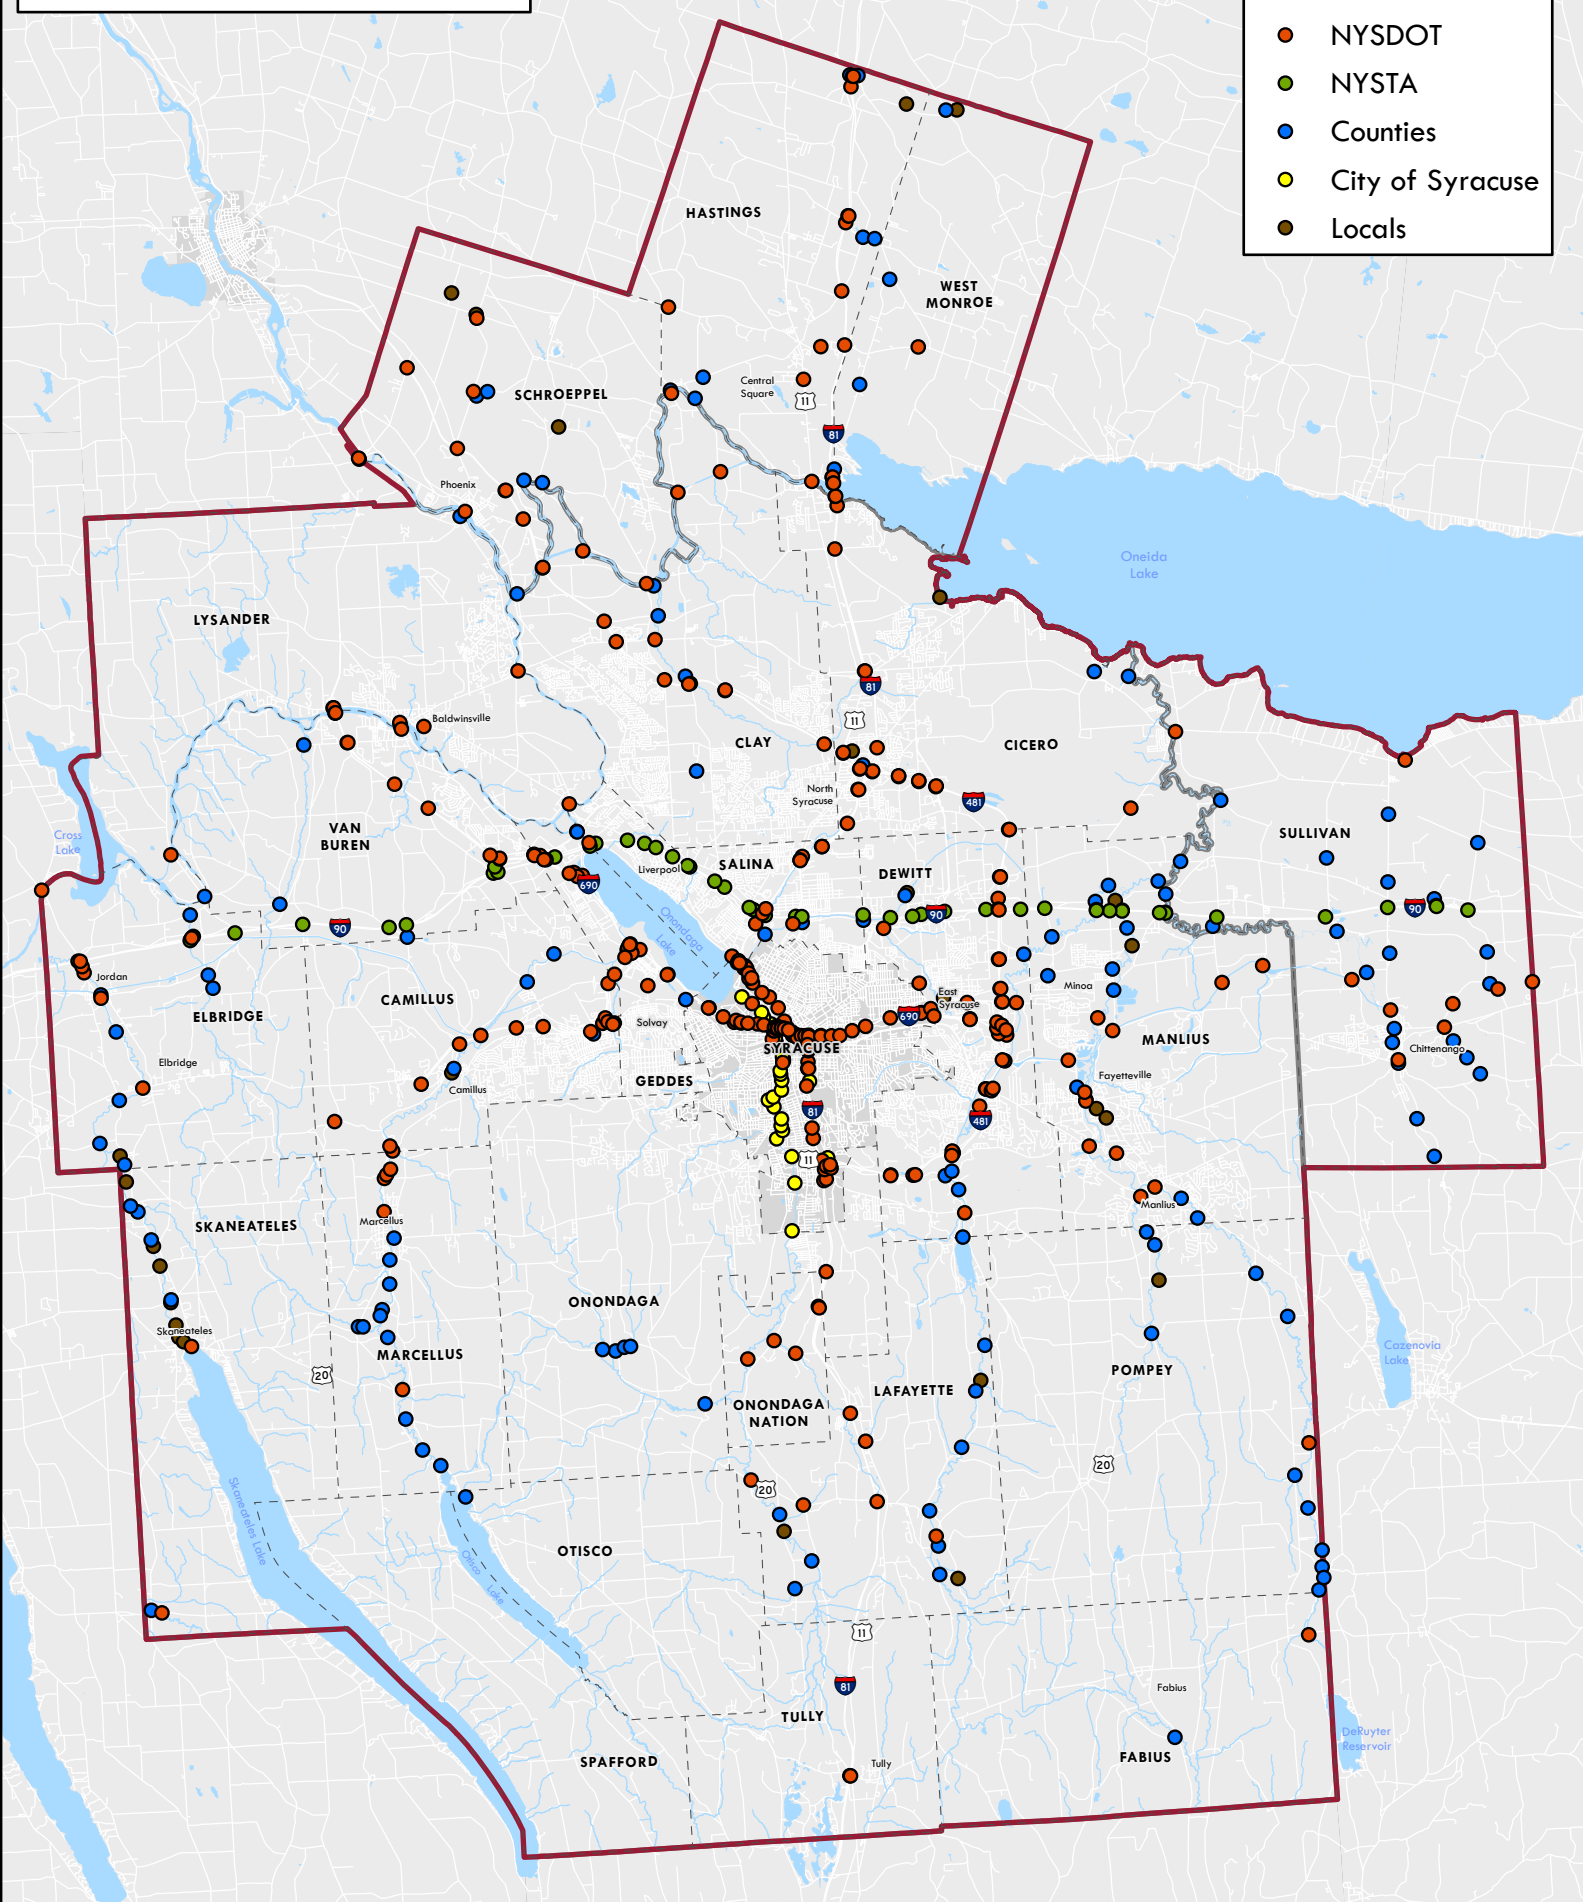 NYSDOT
NYSTA
Counties
City of Syracuse
Locals
HASTINGS
WEST
MONROE
SCHROEPPEL
Central
Square
11
81
Phoenix
Oneida
Lake
LYSANDER
81
Baldwinsville
11
CLAY
CICERO
North
Syracuse
481
Cross
Lake
VAN
BUREN
SULLIVAN
Liverpool
SALINA
DEWITT
690
90
90
90
Onondaga
Lake
Jordan
CAMILLUS
Minoa
East
Syracuse
ELBRIDGE
Solvay
690
SYRACUSE
MANLIUS
Chittenango
Elbridge
GEDDES
Fayetteville
Camillus
81
481
11
Manlius
Marcellus
SKANEATELES
ONONDAGA
Skaneateles
MARCELLUS
Cazenovia
Lake
20
POMPEY
LAFAYETTE
ONONDAGA
NATION
20
20
Skaneateles Lake
OTISCO
Otisco
Lake
11
81
Fabius
TULLY
DeRuyter
Reservoir
SPAFFORD
FABIUS
Tully